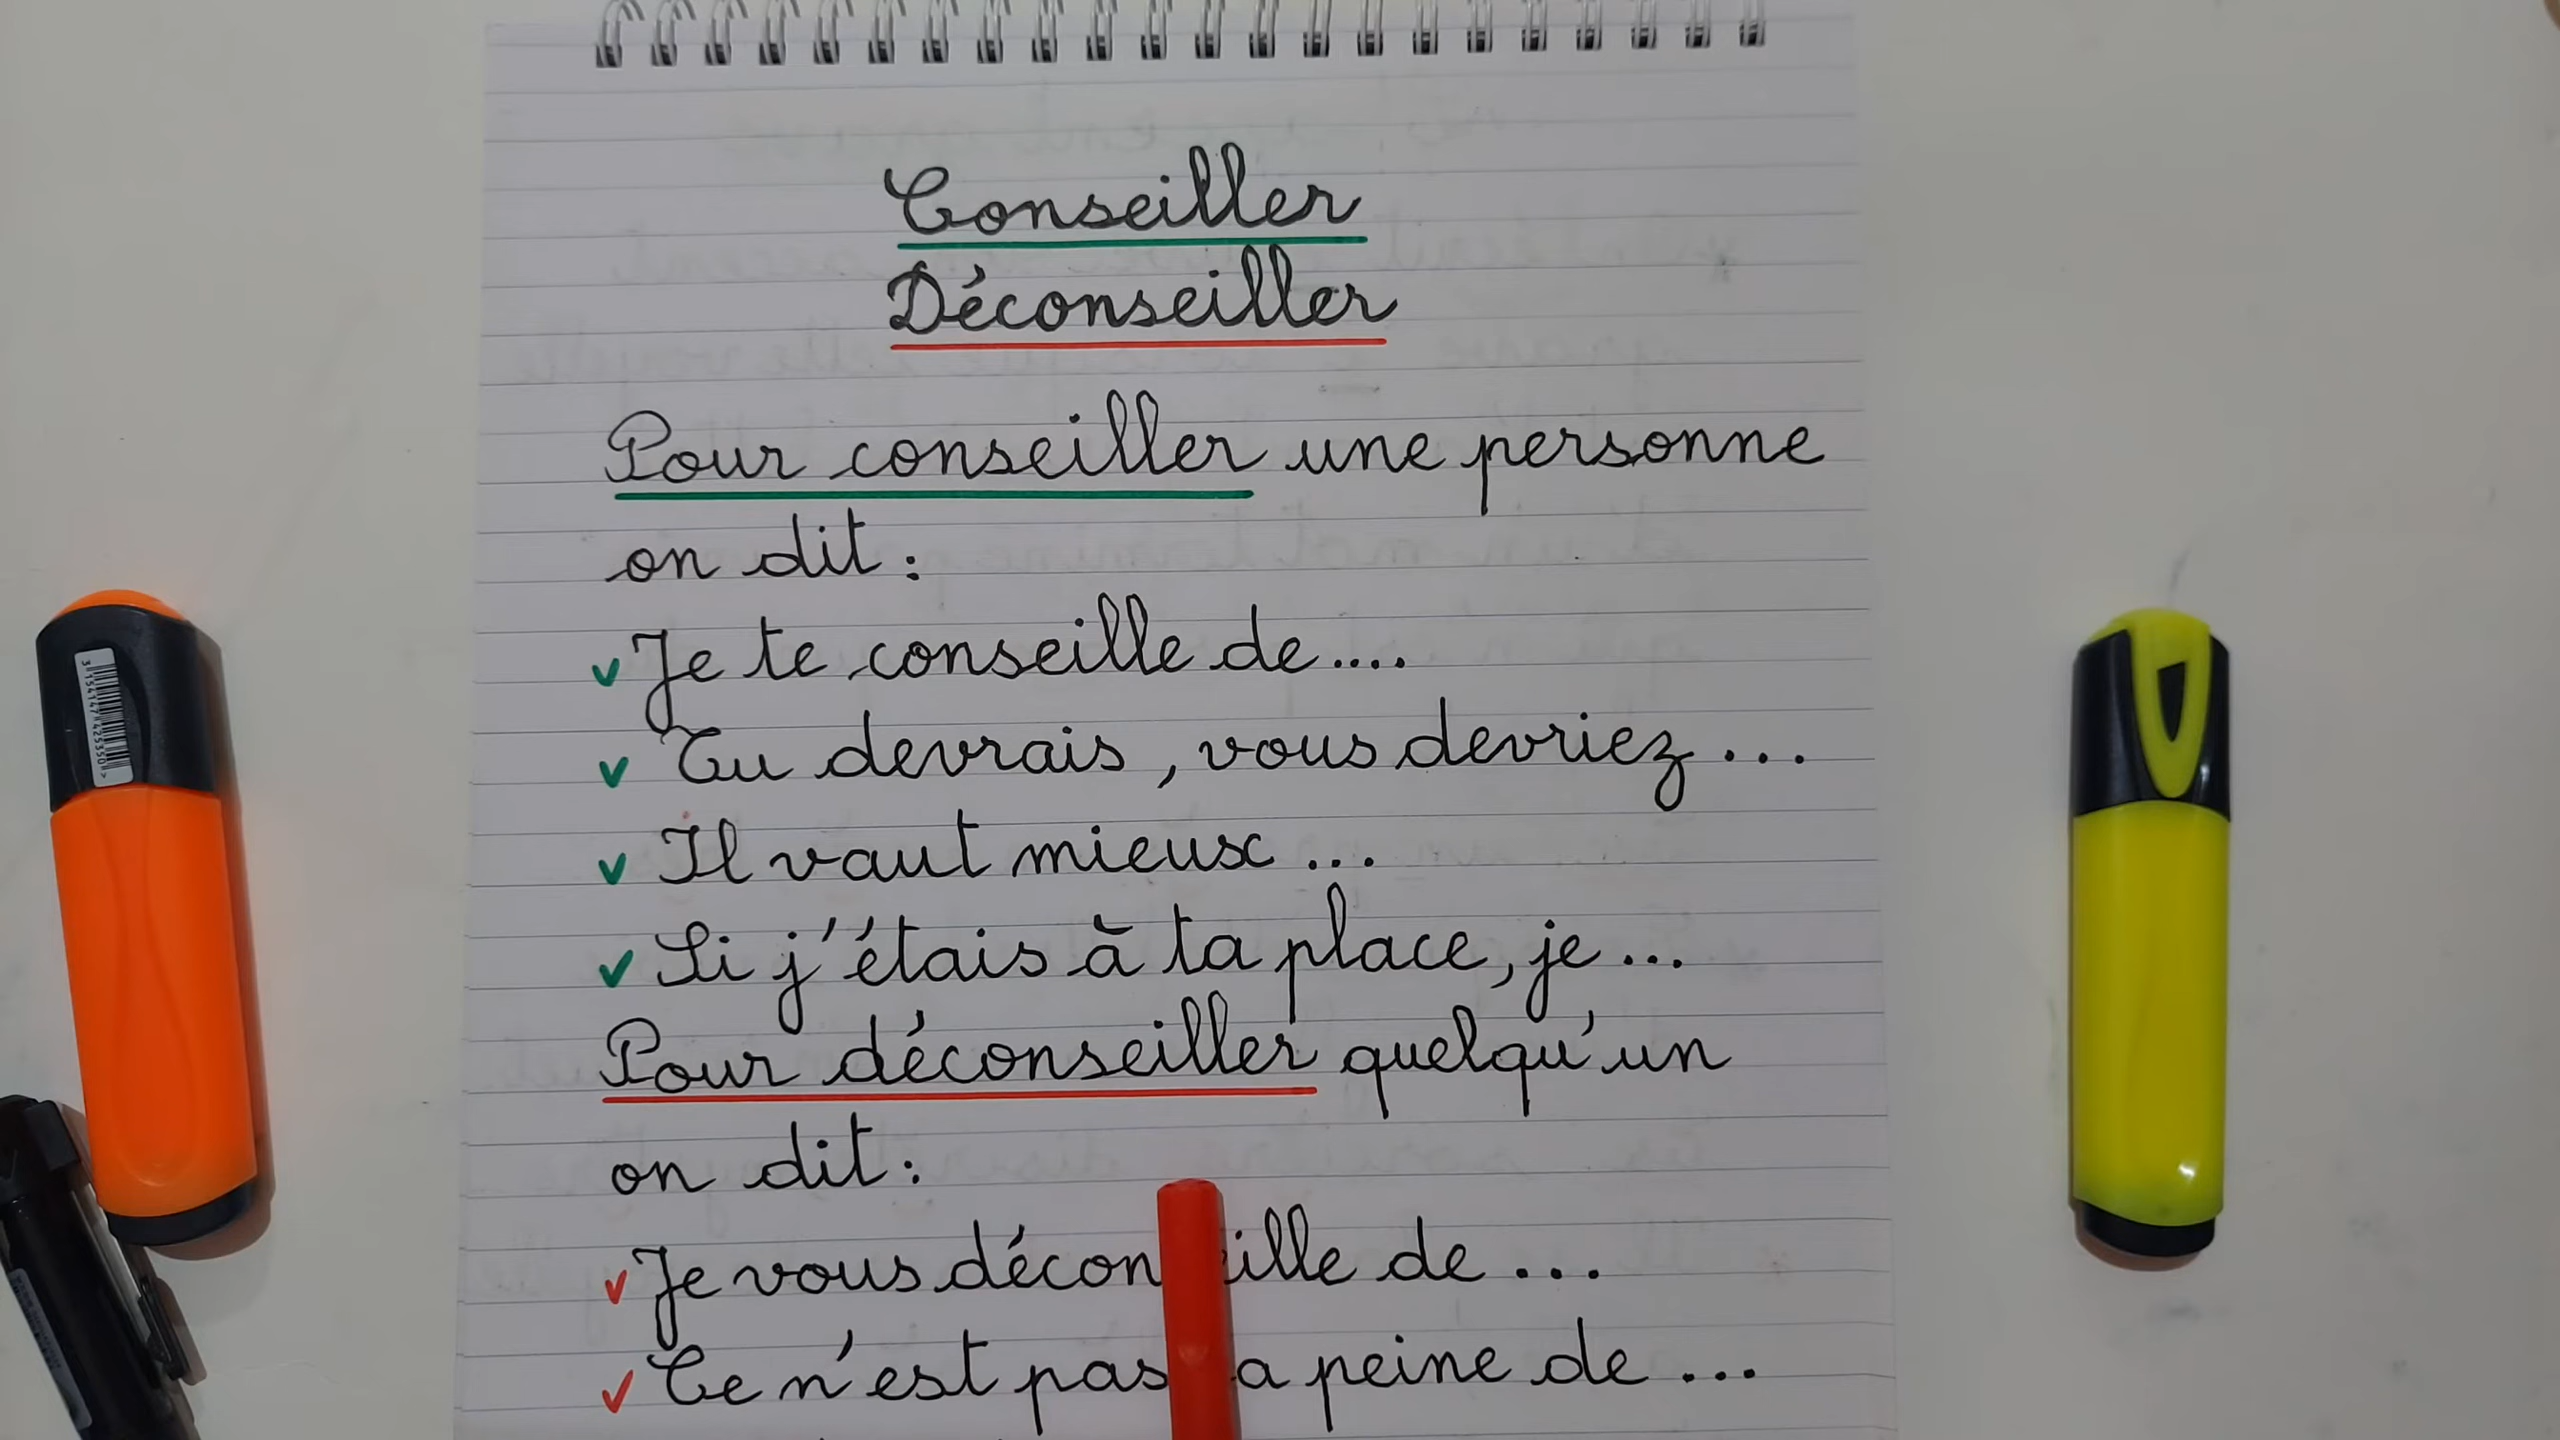 Conseiller
Déconseiller
Pour conseiller une personne
on dit :
✓ Je te conseille de....
✓ Tu devrais, vous devriez ...
✓ Il vaut mieux ...
✓ Si j'étais à ta place, je ...
Pour déconseiller quelqu'un
on dit :
✓ Je vous décon ille de ...
✓ Ce n'est pas a peine de ...